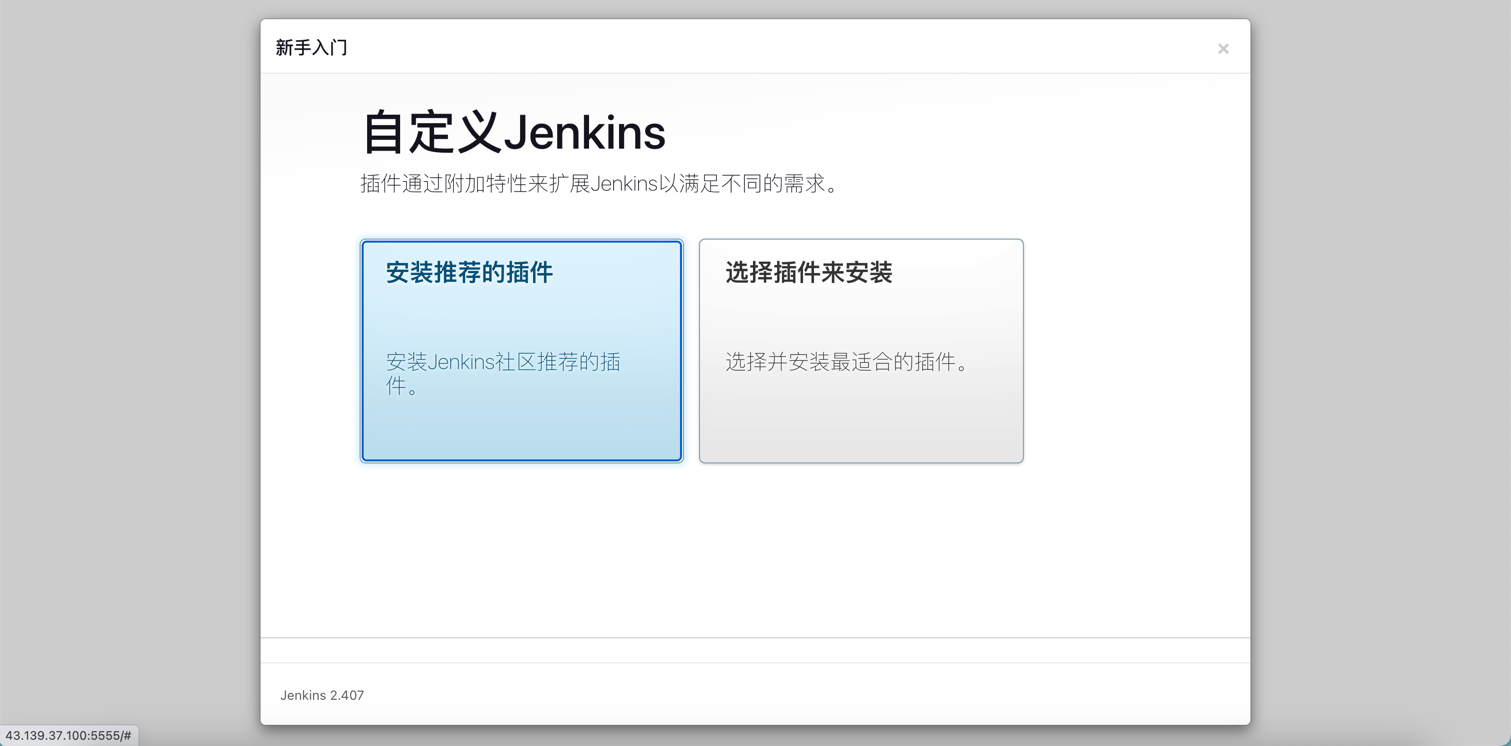 新手入门
×
自定义Jenkins
插件通过附加特性来扩展Jenkins以满足不同的需求。
安装推荐的插件
安装Jenkins社区推荐的插
件。
选择插件来安装
选择并安装最适合的插件。
Jenkins 2.407
43.139.37.100:5555/#